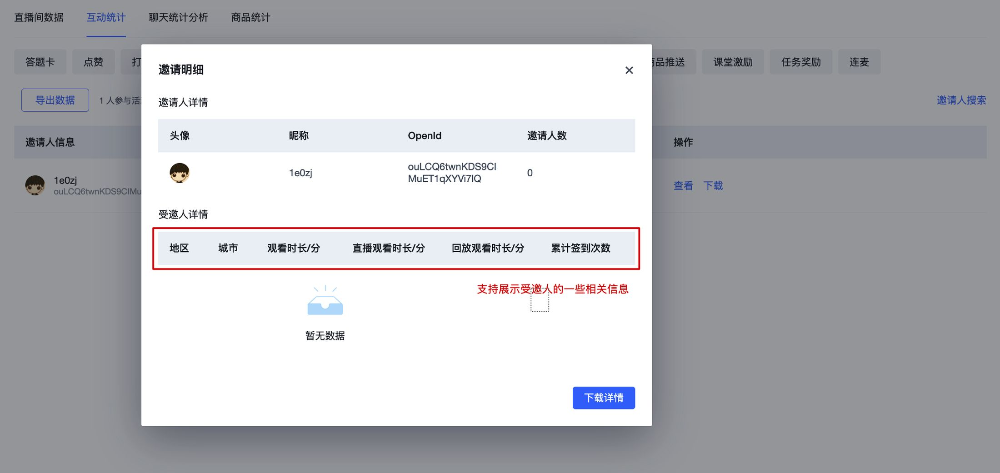 直播间数据 互动统计 聊天统计分析 商品统计
答题卡 点赞 打 品推送 课堂激励 任务奖励 连麦
导出数据 1 人参与活 邀请人搜索
邀请人信息 操作
1e0zj
ouLCQ6twnKDS9CIMu
查看 下载
邀请明细
邀请人详情
头像 昵称 OpenId 邀请人数
1e0zj ouLCQ6twnKDS9CI 0
MuET1qXYVi7lQ
受邀人详情
地区 城市 观看时长/分 直播观看时长/分 回放观看时长/分 累计签到次数
支持展示受邀人的一些相关信息
暂无数据
下载详情